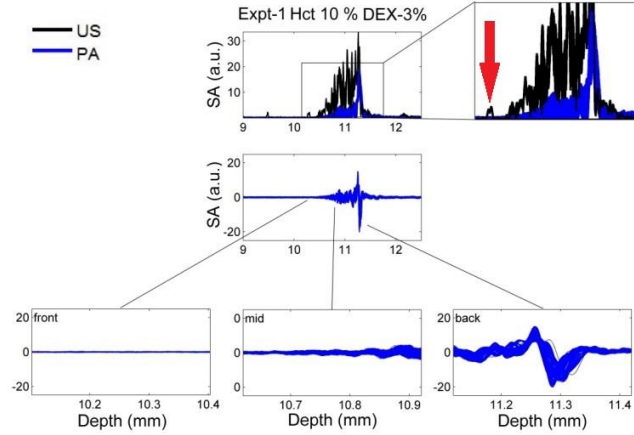 US
PA
Expt-1 Hct 10 % DEX-3%
SA (a.u.)
30
20
10
9 10 11 12
SA (a.u.)
20
0
-20
9 10 11 12
front
20
0
-20
10.2 10.3 10.4
Depth (mm)
mid
0
0
0
10.7 10.8 10.9
Depth (mm)
back
20
0
-20
11.2 11.3 11.4
Depth (mm)